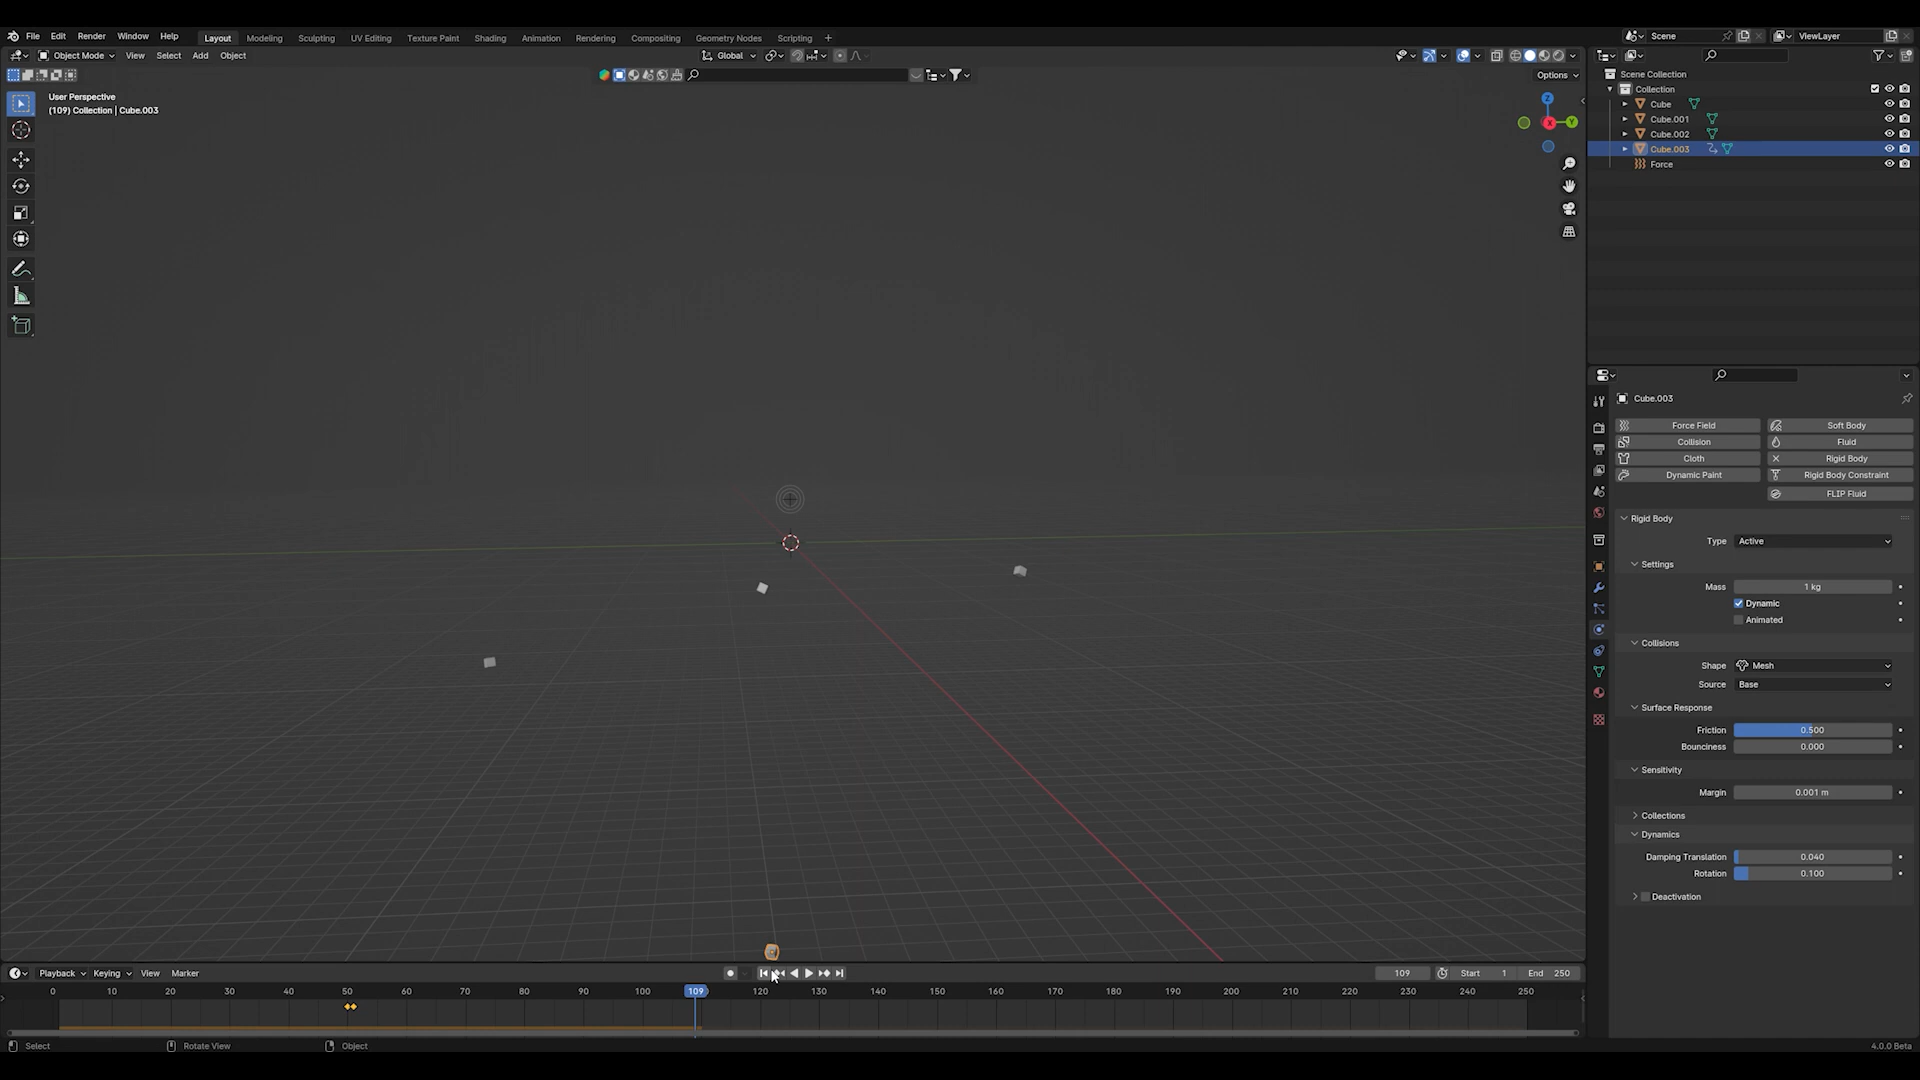 File Edit Render Window Help Layout Modeling Sculpting UV Editing Texture Paint Shading Animation Rendering Compositing Geometry Nodes Scripting + Scene ViewLayer
Object Mode View Select Add Object Global
Options
User Perspective
(109) Collection | Cube.003
Z
X
Y
Scene Collection
Collection
Cube
Cube.001
Cube.002
Cube.003
Force
Cube.003
Force Field Soft Body
Collision Fluid
Cloth Rigid Body
Dynamic Paint Rigid Body Constraint
FLIP Fluid
Rigid Body
Type Active
Settings
Mass 1 kg
Dynamic
Animated
Collisions
Shape Mesh
Source Base
Surface Response
Friction 0.500
Bounciness 0.000
Sensitivity
Margin 0.001 m
Collections
Dynamics
Damping Translation 0.040
Rotation 0.100
Deactivation
Playback Keying View Marker 109 Start 1 End 250
0 10 20 30 40 50 60 70 80 90 100 109 120 130 140 150 160 170 180 190 200 210 220 230 240 250
Select Rotate View Object 4.0.0 Beta